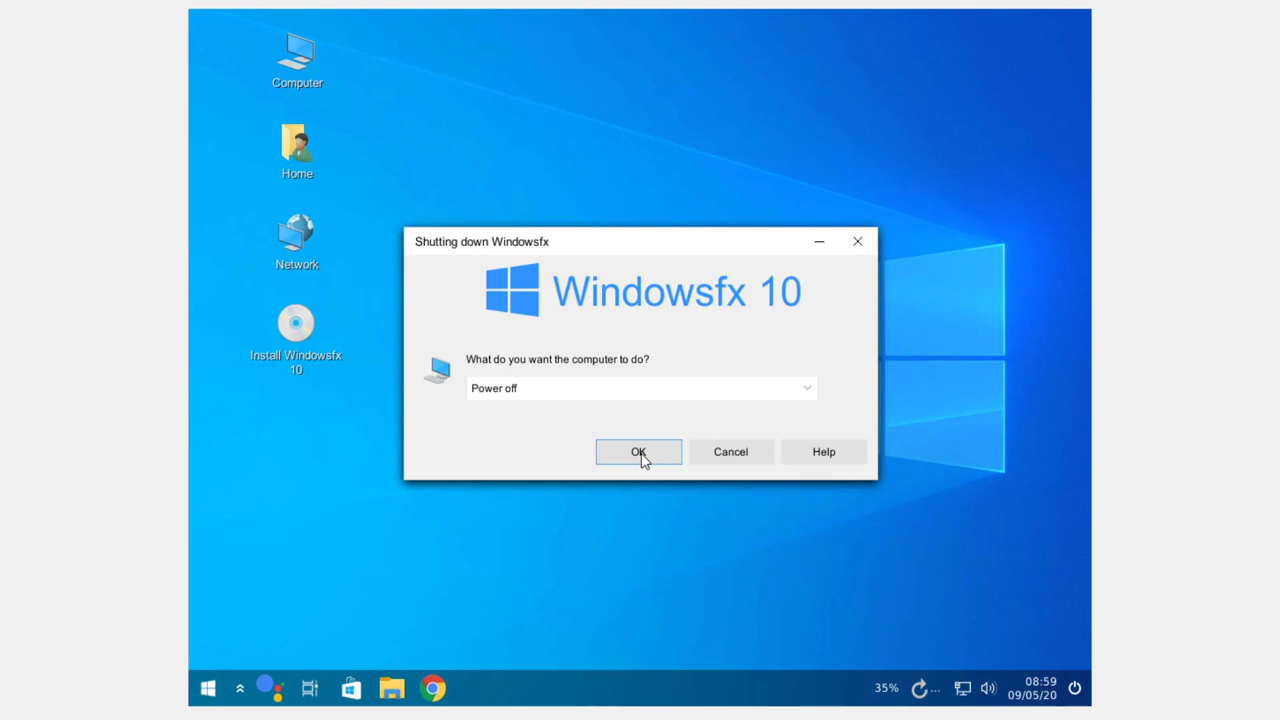 Computer
Home
Network
Install Windowsfx
10
Shutting down Windowsfx
Windowsfx 10
What do you want the computer to do?
Power off
OK
Cancel
Help
35%
...
08:59
09/05/20